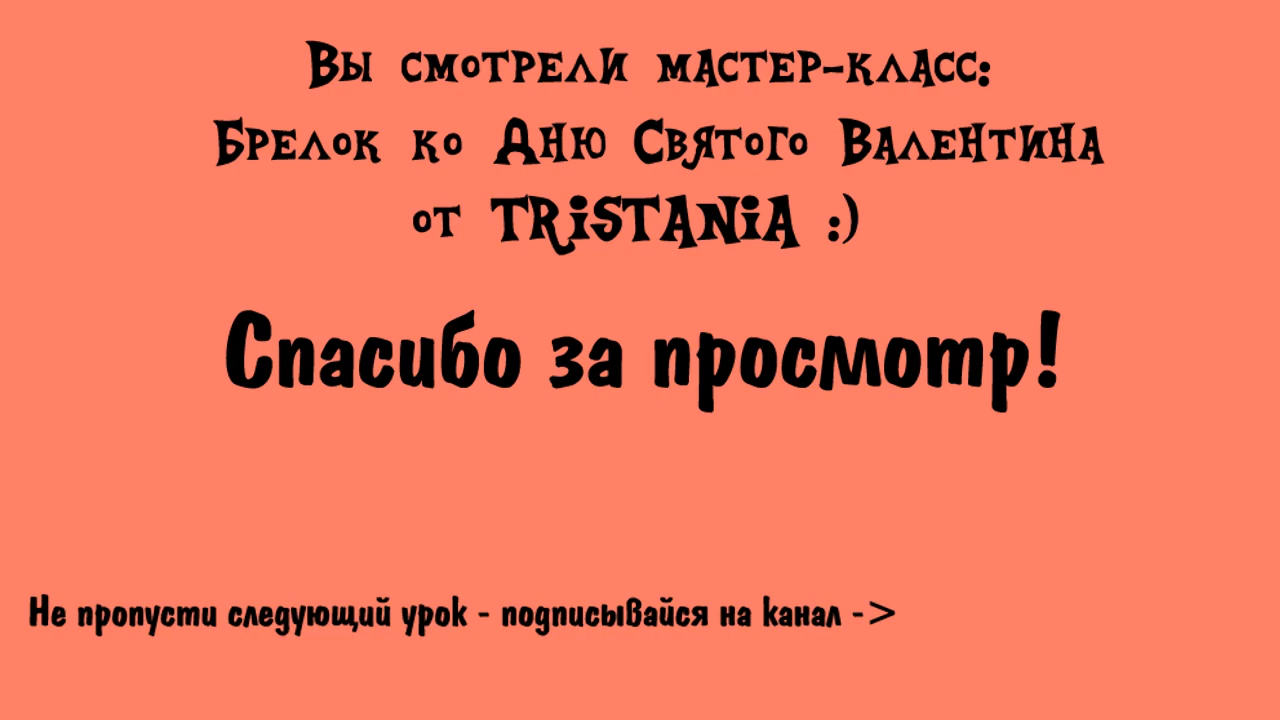 Вы смотрели мастер-класс:
Брелок ко Дню Святого Валентина
от TRiSTANiA :)
Спасибо за просмотр!
Не пропусти следующий урок - подписывайся на канал ->